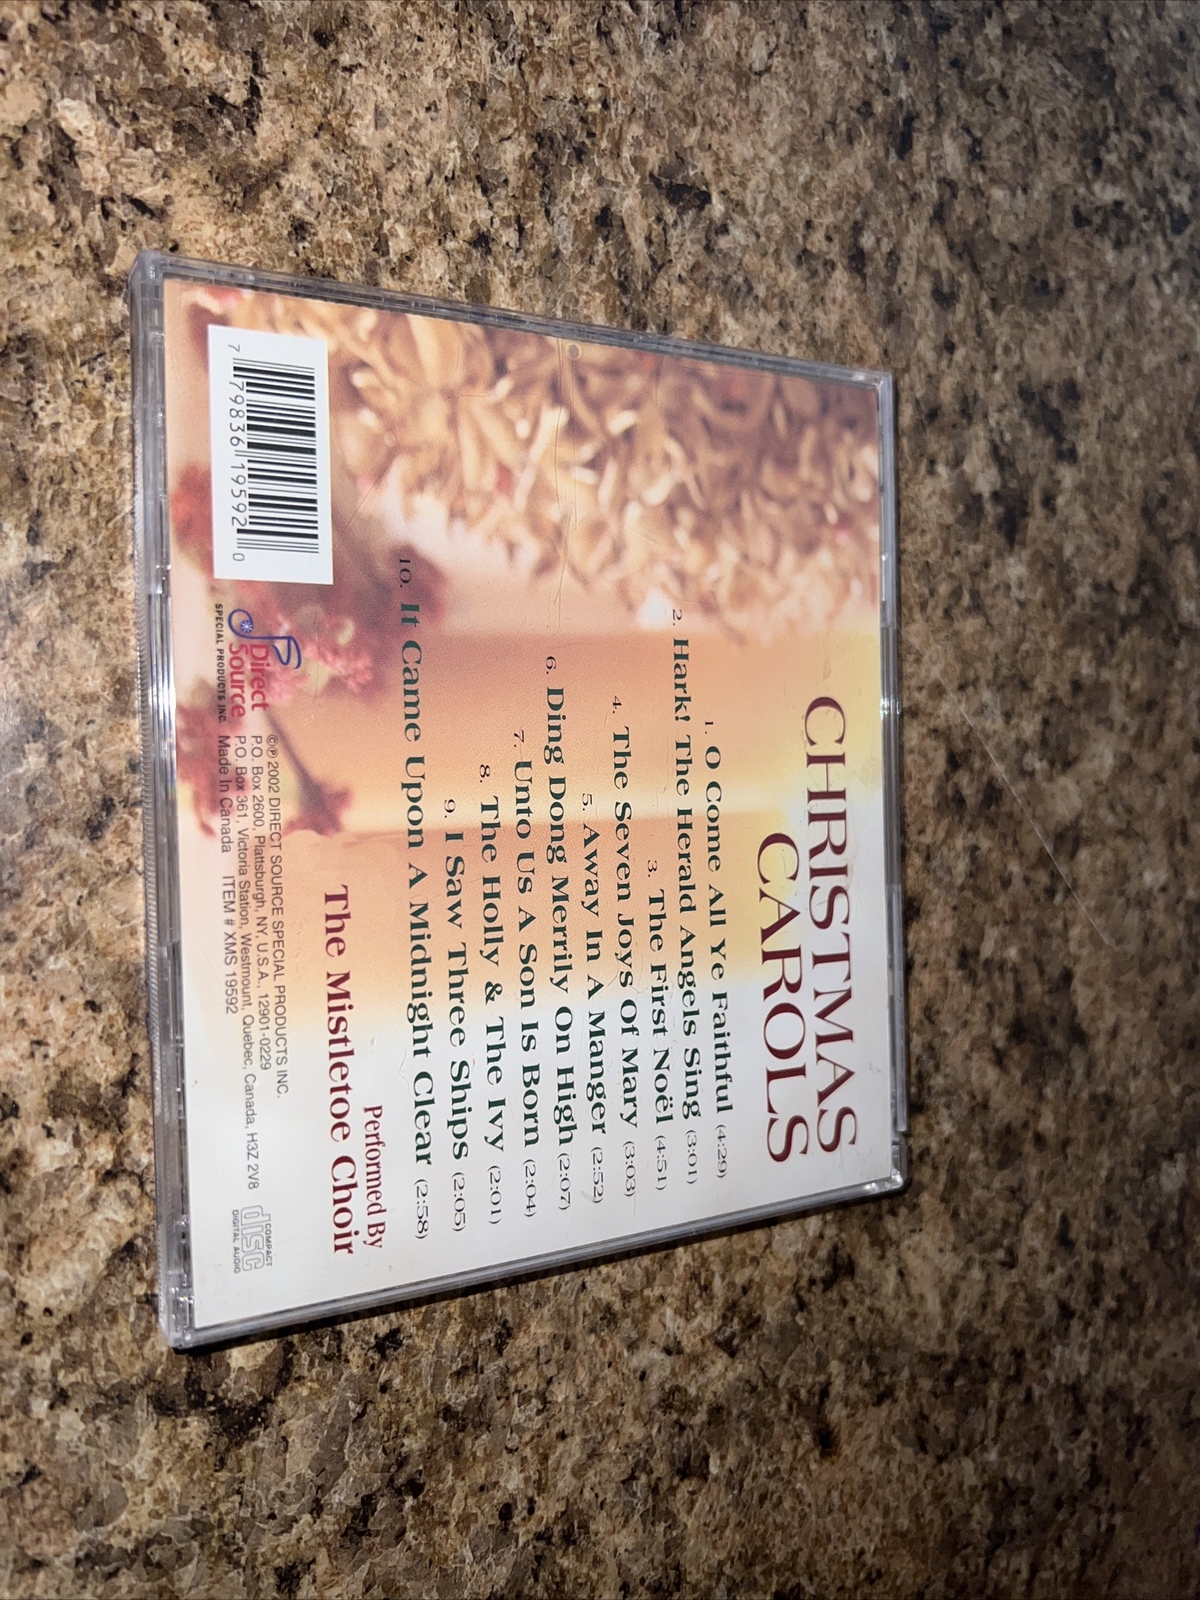 CHRISTMAS
CAROLS
1. O Come All Ye Faithful (4:29)
2. Hark! The Herald Angels Sing (3:01)
3. The First Noël (4:51)
4. The Seven Joys Of Mary (3:03)
5. Away In A Manger (2:52)
6. Ding Dong Merrily On High (2:07)
7. Unto Us A Son Is Born (2:04)
8. The Holly & The Ivy (2:01)
9. I Saw Three Ships (2:05)
10. It Came Upon A Midnight Clear (2:58)
Performed By
The Mistletoe Choir
7 79836 19592 0
Direct
Source
SPECIAL PRODUCTS INC.
©℗ 2002 DIRECT SOURCE SPECIAL PRODUCTS INC.
P.O. Box 2600, Plattsburgh, NY, U.S.A., 12901-0229
P.O. Box 361, Victoria Station, Westmount, Quebec, Canada, H3Z 2V8
Made In Canada ITEM # XMS 19592
COMPACT
disc
DIGITAL AUDIO